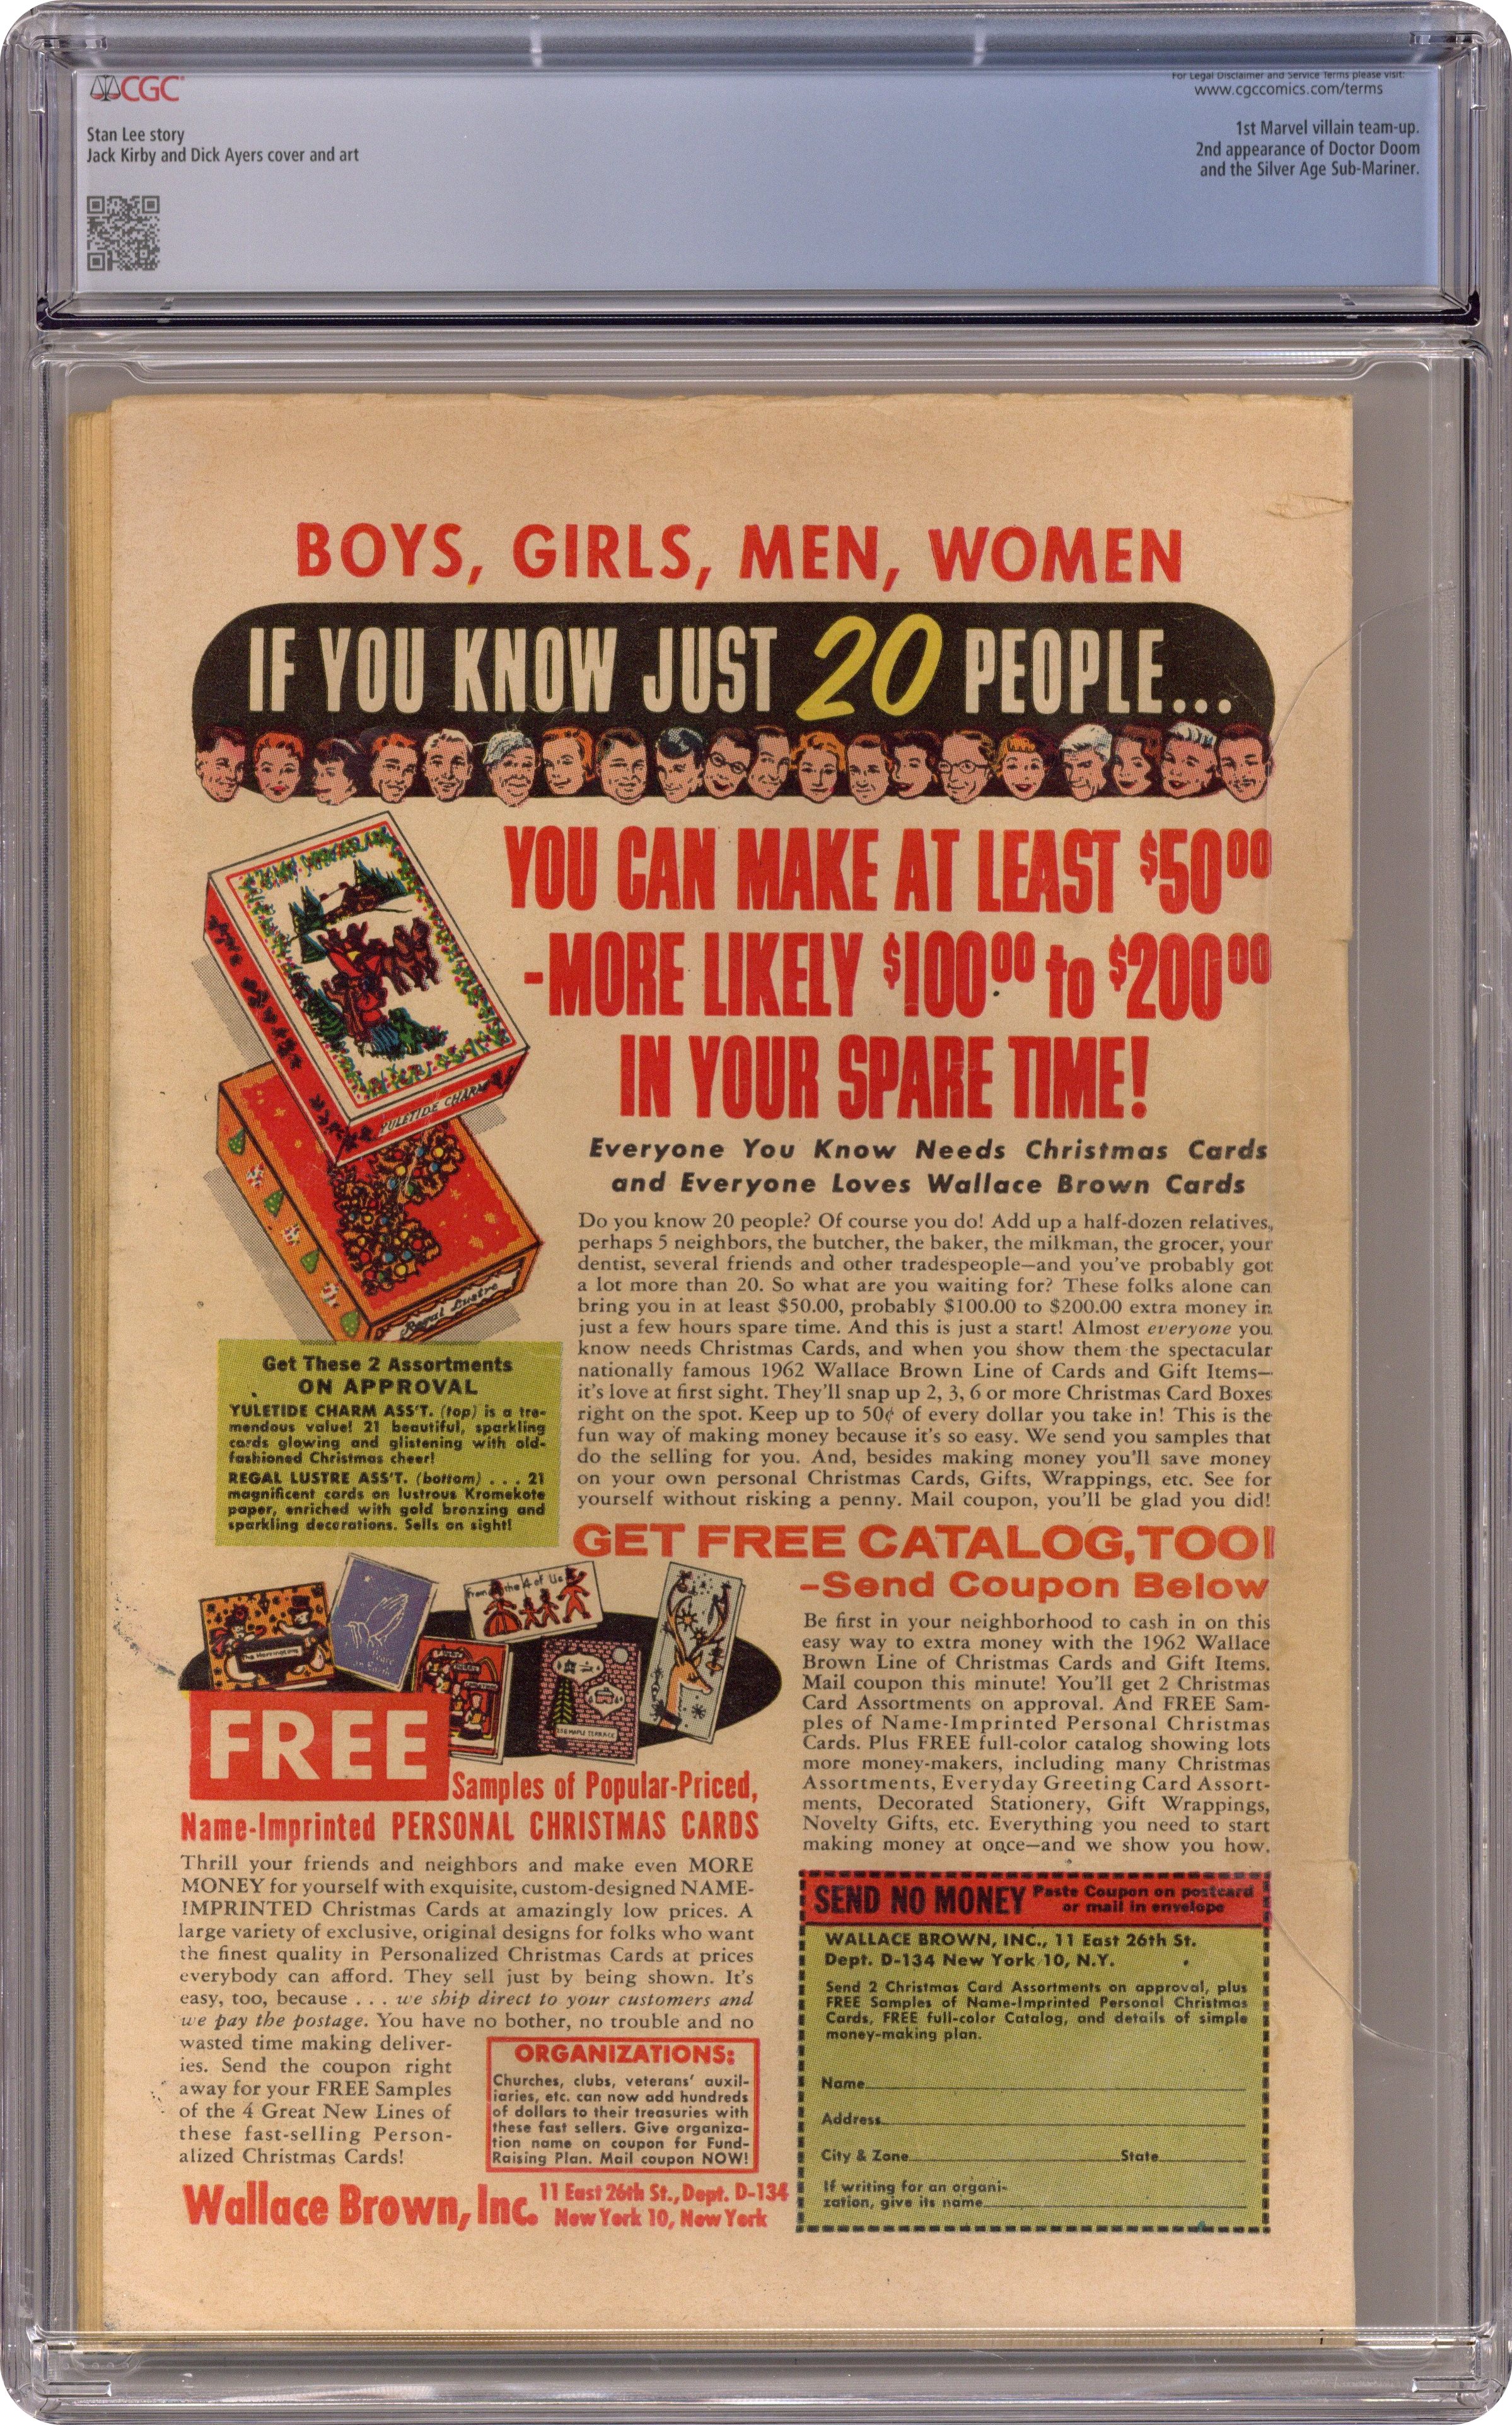 CGC
For Legal Disclaimer and Service Terms please visit:
www.cgccomics.com/terms
Stan Lee story
Jack Kirby and Dick Ayers cover and art
1st Marvel villain team-up.
2nd appearance of Doctor Doom
and the Silver Age Sub-Mariner.
BOYS, GIRLS, MEN, WOMEN
IF YOU KNOW JUST 20 PEOPLE...
YOU CAN MAKE AT LEAST $50.00
-MORE LIKELY $100.00 to $200.00
IN YOUR SPARE TIME!
YULETIDE CHARM
Regal Lustre
Everyone You Know Needs Christmas Cards
and Everyone Loves Wallace Brown Cards
Do you know 20 people? Of course you do! Add up a half-dozen relatives,
perhaps 5 neighbors, the butcher, the baker, the milkman, the grocer, your
dentist, several friends and other tradespeople—and you've probably got
a lot more than 20. So what are you waiting for? These folks alone can
bring you in at least $50.00, probably $100.00 to $200.00 extra money in
just a few hours spare time. And this is just a start! Almost everyone you
know needs Christmas Cards, and when you show them the spectacular
nationally famous 1962 Wallace Brown Line of Cards and Gift Items—
it's love at first sight. They'll snap up 2, 3, 6 or more Christmas Card Boxes
right on the spot. Keep up to 50¢ of every dollar you take in! This is the
fun way of making money because it's so easy. We send you samples that
do the selling for you. And, besides making money you'll save money
on your own personal Christmas Cards, Gifts, Wrappings, etc. See for
yourself without risking a penny. Mail coupon, you'll be glad you did!
Get These 2 Assortments
ON APPROVAL
YULETIDE CHARM ASS'T. (top) is a tre-
mendous value! 21 beautiful, sparkling
cards glowing and glistening with old-
fashioned Christmas cheer!
REGAL LUSTRE ASS'T. (bottom) . . . 21
magnificent cards on lustrous Kromekote
paper, enriched with gold bronzing and
sparkling decorations. Sells on sight!
GET FREE CATALOG, TOO!
—Send Coupon Below
Be first in your neighborhood to cash in on this
easy way to extra money with the 1962 Wallace
Brown Line of Christmas Cards and Gift Items.
Mail coupon this minute! You'll get 2 Christmas
Card Assortments on approval. And FREE Sam-
ples of Name-Imprinted Personal Christmas
Cards. Plus FREE full-color catalog showing lots
more money-makers, including many Christmas
Assortments, Everyday Greeting Card Assort-
ments, Decorated Stationery, Gift Wrappings,
Novelty Gifts, etc. Everything you need to start
making money at once—and we show you how.
The Harringtons
Peace on Earth
From the 4 of Us
216 MAPLE TERRACE
FREE
Samples of Popular-Priced,
Name-Imprinted PERSONAL CHRISTMAS CARDS
Thrill your friends and neighbors and make even MORE
MONEY for yourself with exquisite, custom-designed NAME-
IMPRINTED Christmas Cards at amazingly low prices. A
large variety of exclusive, original designs for folks who want
the finest quality in Personalized Christmas Cards at prices
everybody can afford. They sell just by being shown. It's
easy, too, because . . . we ship direct to your customers and
we pay the postage. You have no bother, no trouble and no
wasted time making deliver-
ies. Send the coupon right
away for your FREE Samples
of the 4 Great New Lines of
these fast-selling Person-
alized Christmas Cards!
ORGANIZATIONS:
Churches, clubs, veterans' auxil-
iaries, etc. can now add hundreds
of dollars to their treasuries with
these fast sellers. Give organiza-
tion name on coupon for Fund-
Raising Plan. Mail coupon NOW!
Wallace Brown, Inc. 11 East 26th St., Dept. D-134
New York 10, New York
SEND NO MONEY Paste Coupon on postcard
or mail in envelope
WALLACE BROWN, INC., 11 East 26th St.
Dept. D-134 New York 10, N.Y.
Send 2 Christmas Card Assortments on approval, plus
FREE Samples of Name-Imprinted Personal Christmas
Cards, FREE full-color Catalog, and details of simple
money-making plan.
Name
Address
City & Zone State
If writing for an organi-
zation, give its name